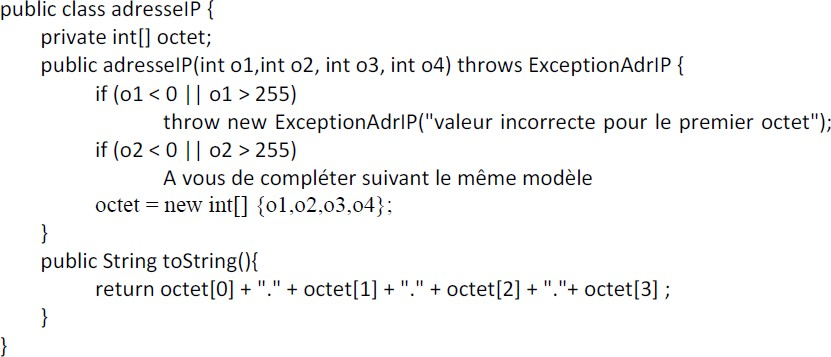 public class adresseIP {
private int[] octet;
public adresseIP(int o1,int o2, int o3, int o4) throws ExceptionAdrIP {
if (o1 < 0 || o1 > 255)
throw new ExceptionAdrIP("valeur incorrecte pour le premier octet");
if (o2 < 0 || o2 > 255)
A vous de compléter suivant le même modèle
octet = new int[] {o1,o2,o3,o4};
}
public String toString(){
return octet[0] + "." + octet[1] + "." + octet[2] + "."+ octet[3] ;
}
}